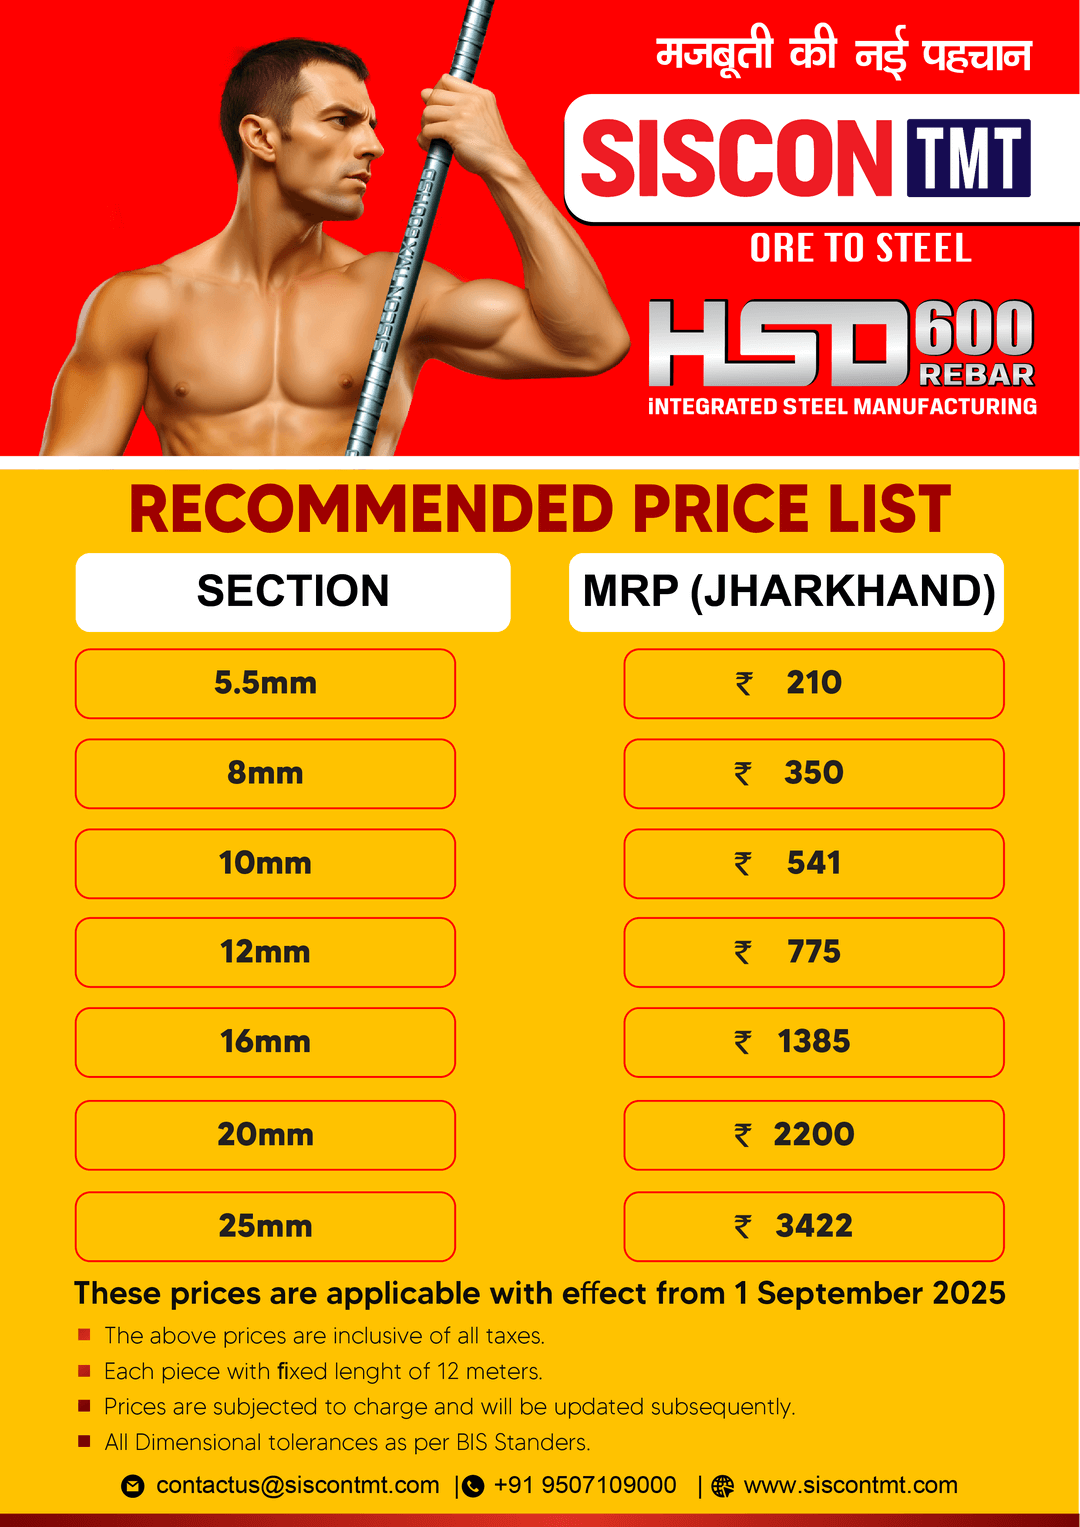 मजबूती की नई पहचान
SISCON TMT
ORE TO STEEL
HSD 600
REBAR
iNTEGRATED STEEL MANUFACTURING
RECOMMENDED PRICE LIST
SECTION MRP (JHARKHAND)
5.5mm ₹ 210
8mm ₹ 350
10mm ₹ 541
12mm ₹ 775
16mm ₹ 1385
20mm ₹ 2200
25mm ₹ 3422
These prices are applicable with effect from 1 September 2025
The above prices are inclusive of all taxes.
Each piece with fixed lenght of 12 meters.
Prices are subjected to charge and will be updated subsequently.
All Dimensional tolerances as per BIS Standers.
contactus@siscontmt.com | +91 9507109000 | www.siscontmt.com